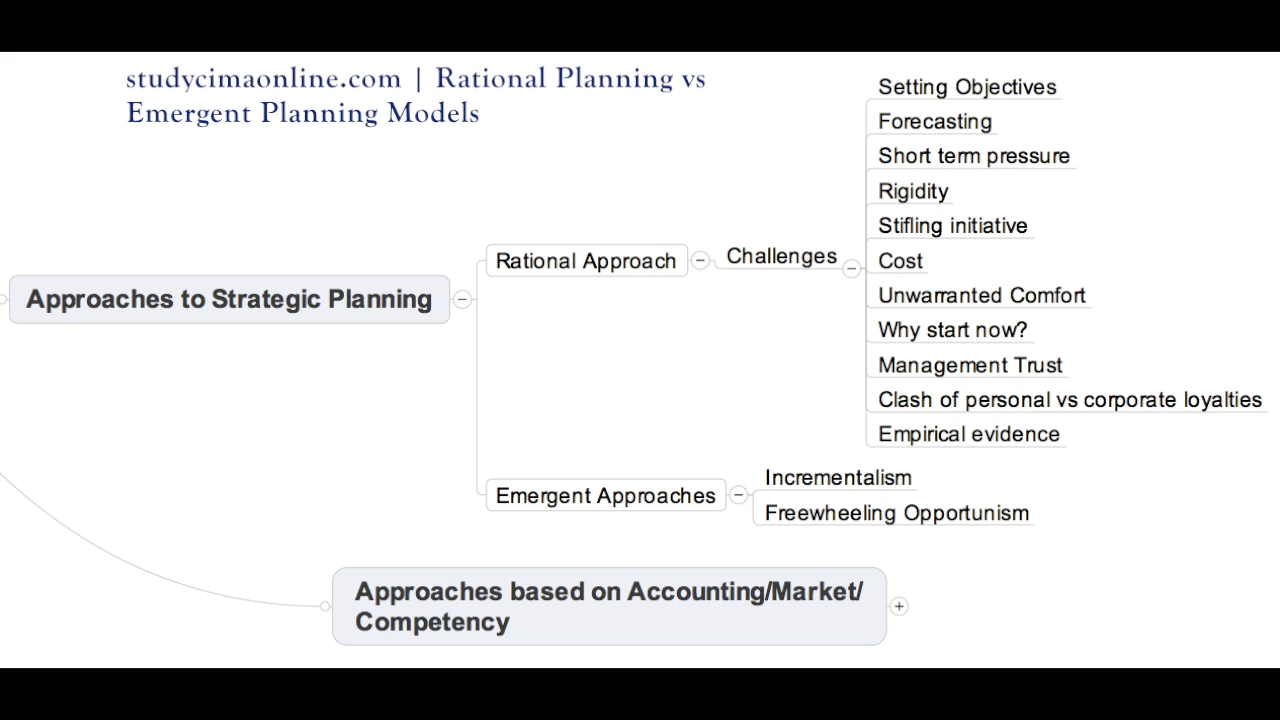 studycimaonline.com | Rational Planning vs
Emergent Planning Models
Approaches to Strategic Planning
Rational Approach
Challenges
Setting Objectives
Forecasting
Short term pressure
Rigidity
Stifling initiative
Cost
Unwarranted Comfort
Why start now?
Management Trust
Clash of personal vs corporate loyalties
Empirical evidence
Emergent Approaches
Incrementalism
Freewheeling Opportunism
Approaches based on Accounting/Market/
Competency